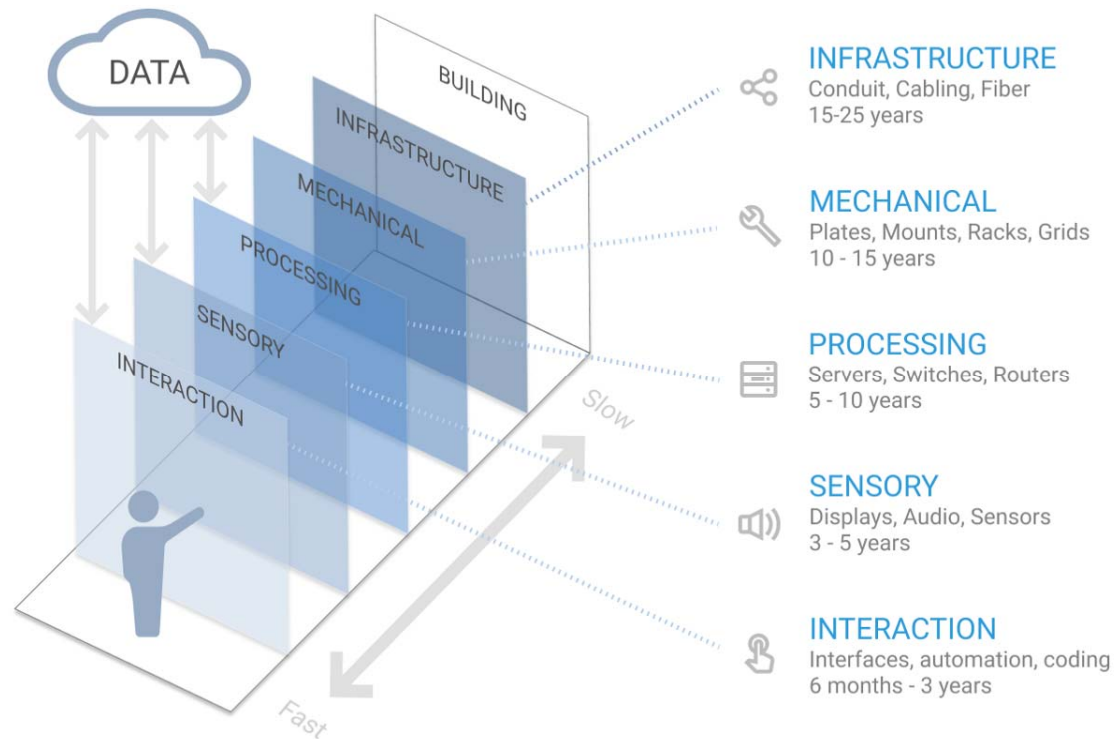 DATA
BUILDING
INFRASTRUCTURE
MECHANICAL
PROCESSING
SENSORY
INTERACTION
Slow
Fast
INFRASTRUCTURE
Conduit, Cabling, Fiber
15-25 years
MECHANICAL
Plates, Mounts, Racks, Grids
10 - 15 years
PROCESSING
Servers, Switches, Routers
5 - 10 years
SENSORY
Displays, Audio, Sensors
3 - 5 years
INTERACTION
Interfaces, automation, coding
6 months - 3 years